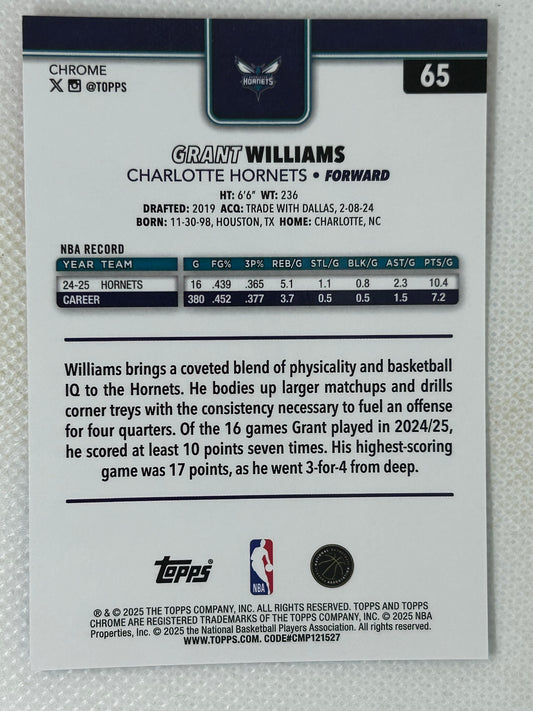 HORNETS
CHROME
65
@TOPPS
GRANT WILLIAMS
CHARLOTTE HORNETS • FORWARD
HT: 6'6" WT: 236
DRAFTED: 2019 ACQ: TRADE WITH DALLAS, 2-08-24
BORN: 11-30-98, HOUSTON, TX HOME: CHARLOTTE, NC
NBA RECORD
YEAR TEAM G FG% 3P% REB/G STL/G BLK/G AST/G PTS/G
24-25 HORNETS 16 .439 .365 5.1 1.1 0.8 2.3 10.4
CAREER 380 .452 .377 3.7 0.5 0.5 1.5 7.2
Williams brings a coveted blend of physicality and basketball
IQ to the Hornets. He bodies up larger matchups and drills
corner treys with the consistency necessary to fuel an offense
for four quarters. Of the 16 games Grant played in 2024/25,
he scored at least 10 points seven times. His highest-scoring
game was 17 points, as he went 3-for-4 from deep.
Topps®
NBA
® & © 2025 THE TOPPS COMPANY, INC. ALL RIGHTS RESERVED. TOPPS AND TOPPS
CHROME ARE REGISTERED TRADEMARKS OF THE TOPPS COMPANY, INC. © 2025 NBA
Properties, Inc. © 2025 the National Basketball Players Association. All rights reserved.
WWW.TOPPS.COM. CODE#CMP121527